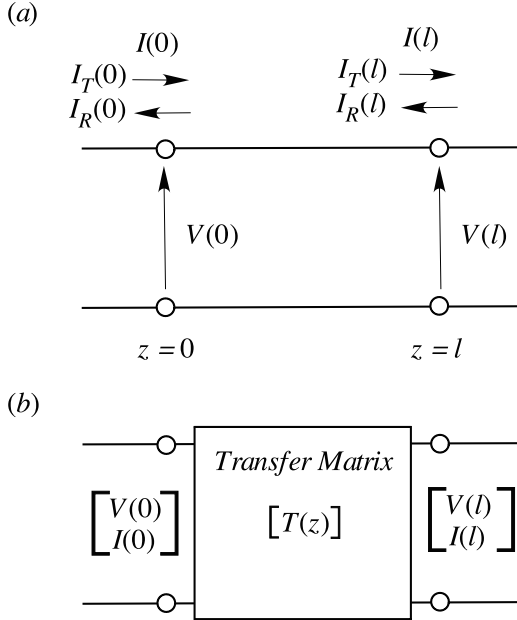 (a)
I(0) I(l)
I_T(0) I_T(l)
I_R(0) I_R(l)
V(0) V(l)
z = 0 z = l
(b)
Transfer Matrix
[V(0) [T(z)] [V(l)
I(0)] I(l)]